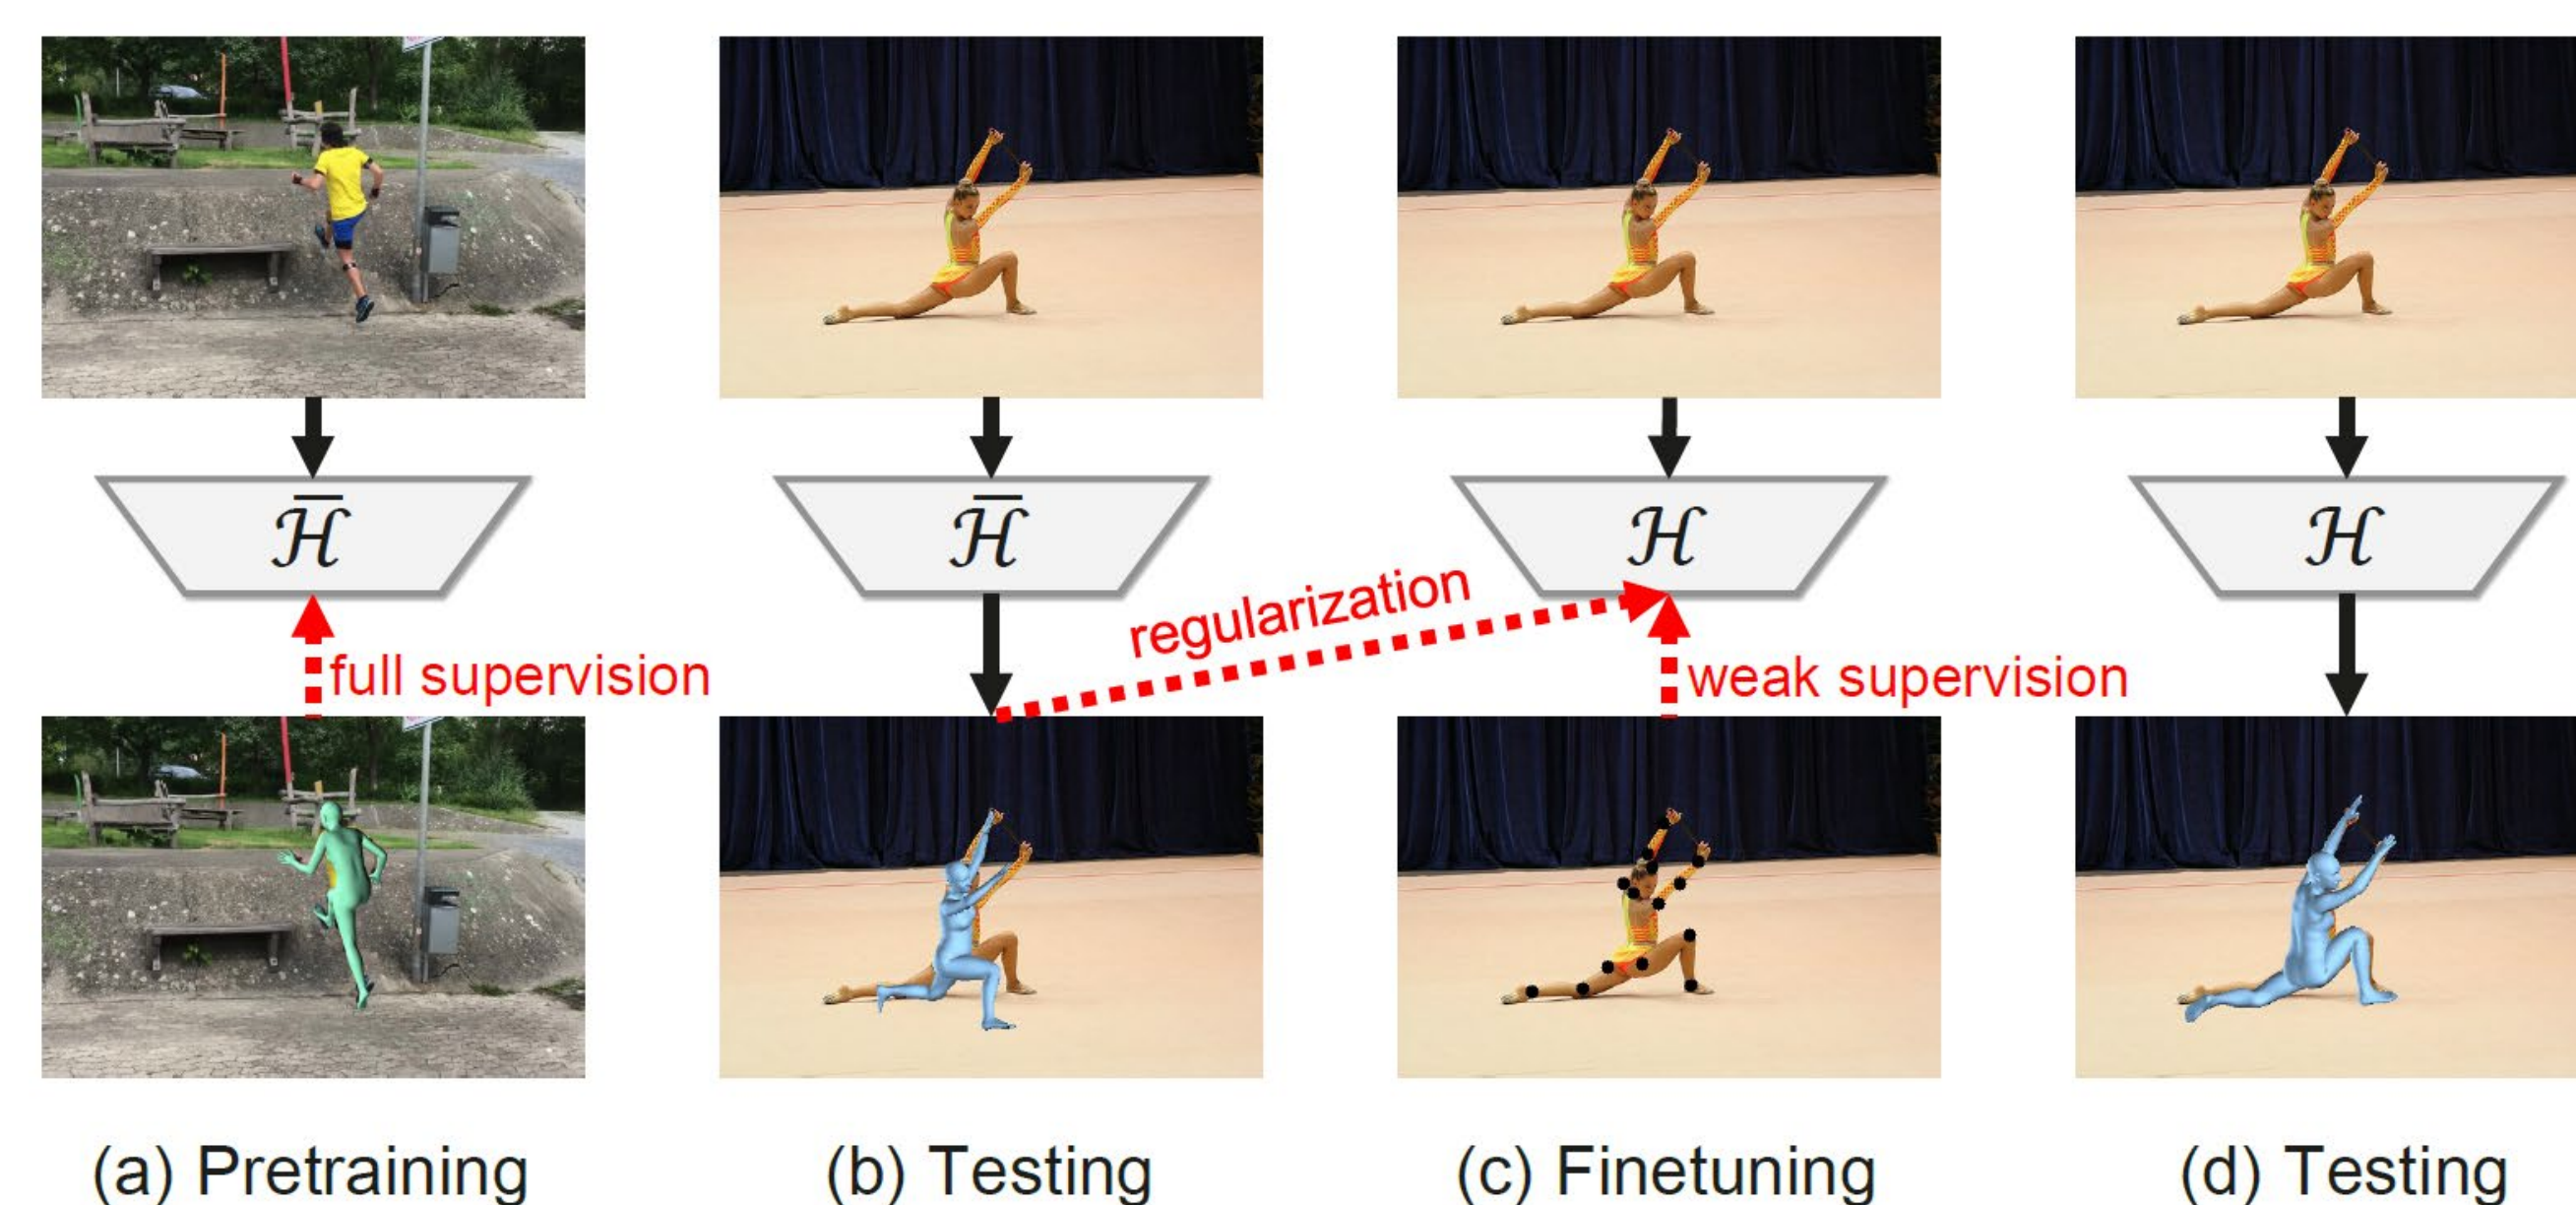 ℋ̅
ℋ̅
ℋ
ℋ
regularization
full supervision
weak supervision
(a) Pretraining
(b) Testing
(c) Finetuning
(d) Testing